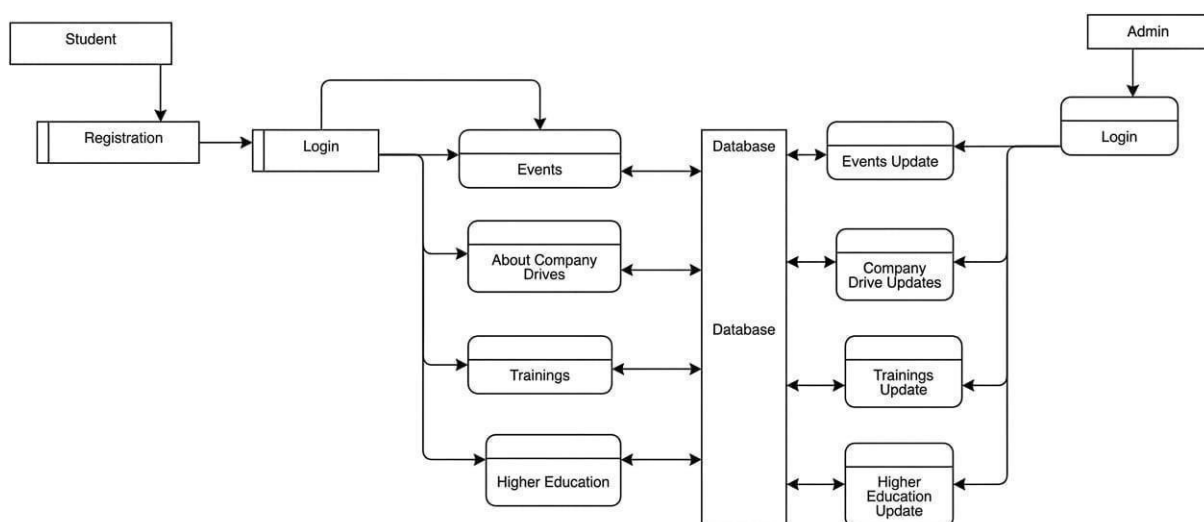 Student
Admin
Registration
Login
Events
Database
Events Update
Login
About Company
Drives
Company
Drive Updates
Database
Trainings
Trainings
Update
Higher Education
Higher
Education
Update